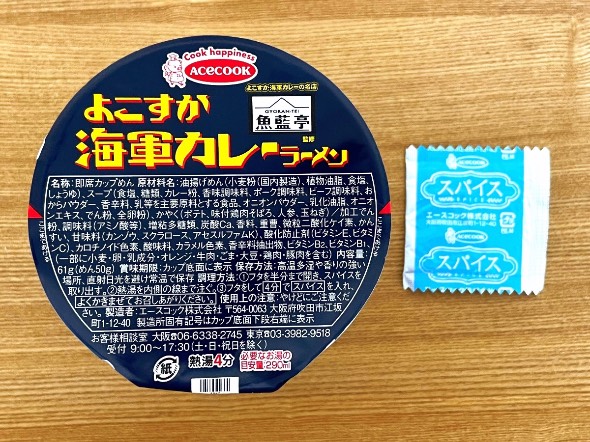 Cook happiness
ACECOOK
よこすか海軍カレーの名店
GYORAN-TEI
魚藍亭
監修
よこすか
海軍カレーラーメン
名称:即席カップめん 原材料名:油揚げめん(小麦粉(国内製造)、植物油脂、食塩、
しょうゆ)、スープ(食塩、糖類、カレー粉、香味調味料、ポーク調味料、ビーフ調味料、お
からパウダー、香辛料、乳等を主要原料とする食品、オニオンパウダー、乳化油脂、オニオ
ンエキス、でん粉、全卵粉)、かやく(ポテト、味付鶏肉そぼろ、人参、玉ねぎ)/加工でん
粉、調味料(アミノ酸等)、増粘多糖類、炭酸Ca、香料、重曹、微粒二酸化ケイ素、かん
すい、甘味料(カンゾウ、スクラロース、アセスルファムK)、酸化防止剤(ビタミンE、ビタミ
ンC)、カロチノイド色素、酸味料、カラメル色素、香辛料抽出物、ビタミンB2、ビタミンB1、
(一部に小麦・卵・乳成分・オレンジ・牛肉・ごま・大豆・鶏肉・豚肉を含む) 内容量:
61g(めん50g) 賞味期限:カップ底面に表示 保存方法:高温多湿や香りの強い
場所、直射日光を避け常温で保存 調理方法:①フタを半分まで開き、スパイスを
取り出す。②熱湯を内側の線まで注ぐ。③フタをして4分でスパイスを入れ、
よくかきまぜてお召しあがりください。 使用上の注意:やけどにご注意くだ
さい。 製造者:エースコック株式会社 〒564-0063 大阪府吹田市江坂
町1-12-40 製造所固有記号はカップ底面下段右端に表示
お客様相談室 大阪☎06-6338-2745 東京☎03-3982-9518
受付 9:00~17:30(土・日・祝日を除く)
紙
熱湯4分
必要なお湯の
目安量:290ml
ACECOOK
スパイス
SPICE
エースコック株式会社
大阪府吹田市江坂町1-12-40
ACECOOK
スパイス
SPICE